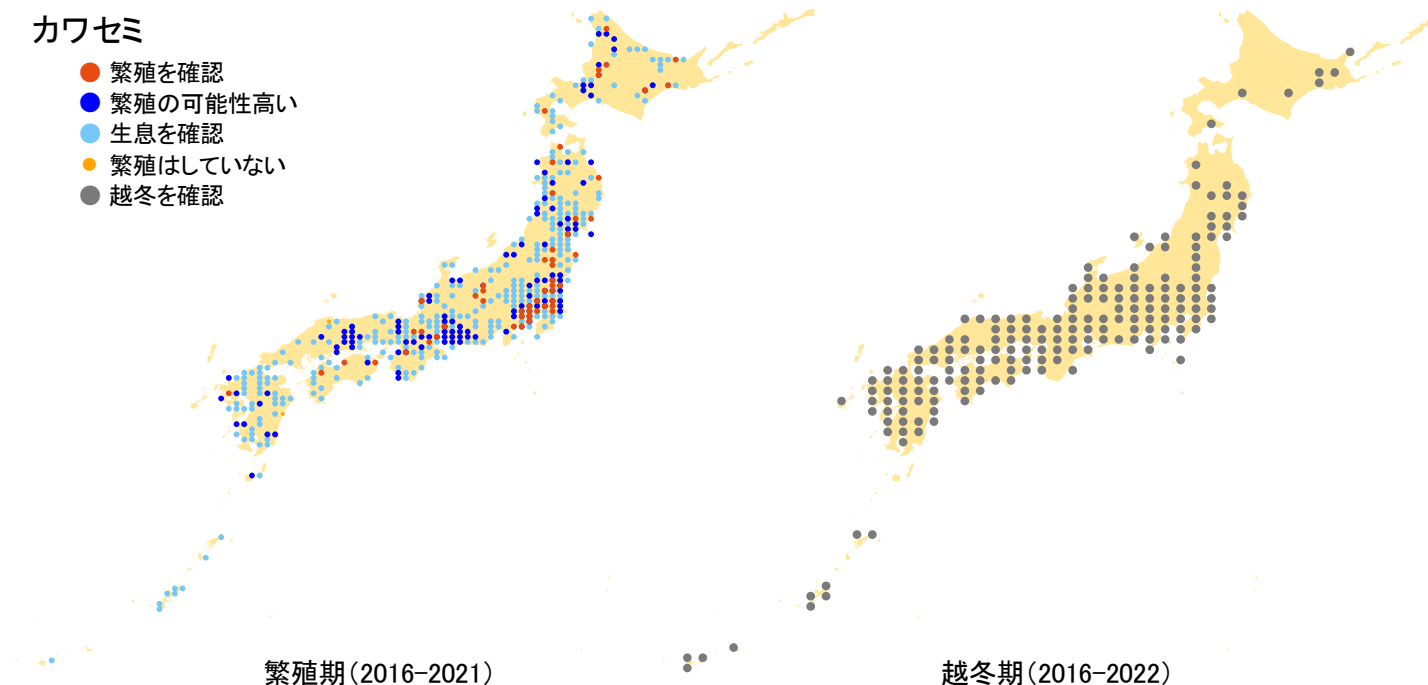 カワセミ
繁殖を確認
繁殖の可能性高い
生息を確認
繁殖はしていない
越冬を確認
繁殖期（2016-2021）
越冬期（2016-2022）